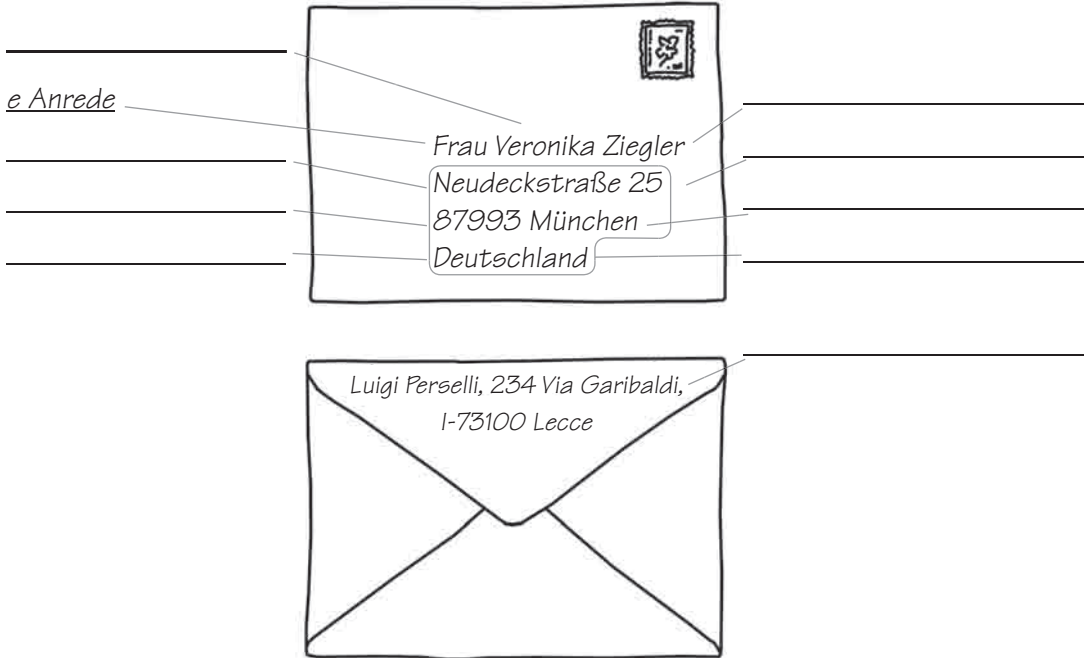 e Anrede
Frau Veronika Ziegler
Neudeckstraße 25
87993 München
Deutschland
Luigi Perselli, 234 Via Garibaldi,
I-73100 Lecce